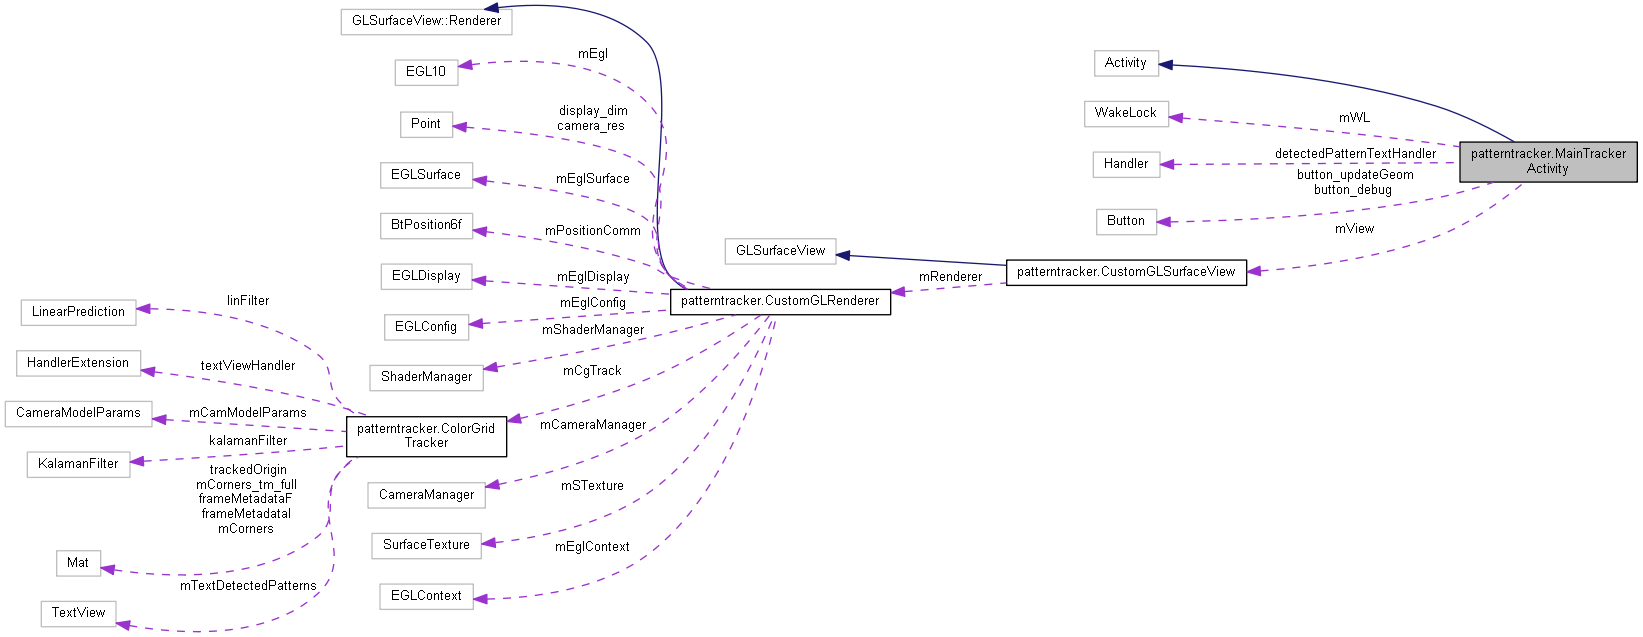 GLSurfaceView::Renderer
mEgl
EGL10
Activity
display_dim
camera_res
Point
WakeLock
mWL
patterntracker.MainTracker
Activity
detectedPatternTextHandler
Handler
button_updateGeom
button_debug
EGLSurface
mEglSurface
Button
BtPosition6f
mPositionComm
mView
GLSurfaceView
patterntracker.CustomGLSurfaceView
mRenderer
EGLDisplay
mEglDisplay
patterntracker.CustomGLRenderer
linFilter
LinearPrediction
mEglConfig
EGLConfig
mShaderManager
HandlerExtension
textViewHandler
ShaderManager
mCgTrack
CameraModelParams
mCamModelParams
patterntracker.ColorGrid
Tracker
mCameraManager
kalamanFilter
KalamanFilter
trackedOrigin
mCorners_tm_full
frameMetadataF
frameMetadataI
mCorners
CameraManager
mSTexture
SurfaceTexture
mEglContext
Mat
mTextDetectedPatterns
EGLContext
TextView